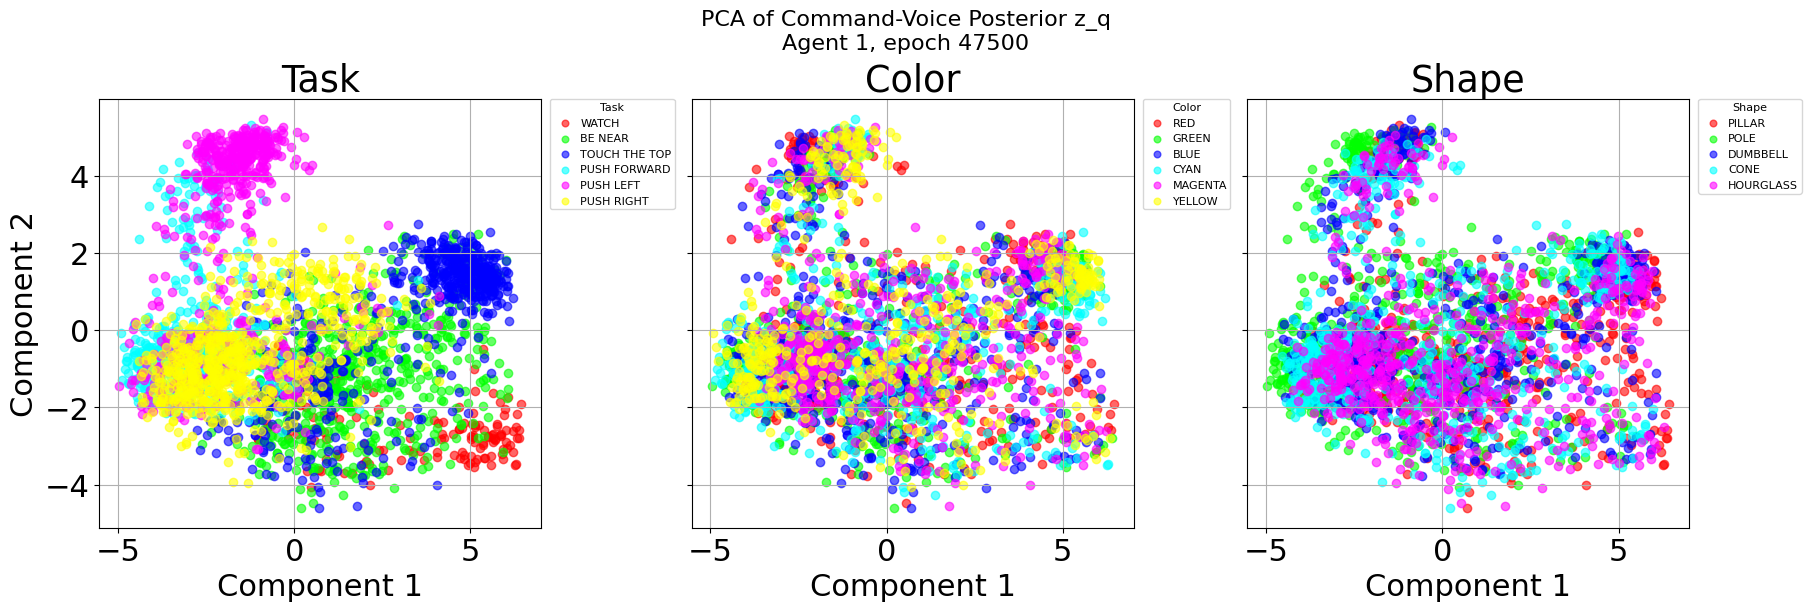 PCA of Command-Voice Posterior z_q
Agent 1, epoch 47500
Task
Color
Shape
Task
WATCH
BE NEAR
TOUCH THE TOP
PUSH FORWARD
PUSH LEFT
PUSH RIGHT
Color
RED
GREEN
BLUE
CYAN
MAGENTA
YELLOW
Shape
PILLAR
POLE
DUMBBELL
CONE
HOURGLASS
Component 2
4
2
0
−2
−4
−5 0 5
−5 0 5
−5 0 5
Component 1
Component 1
Component 1